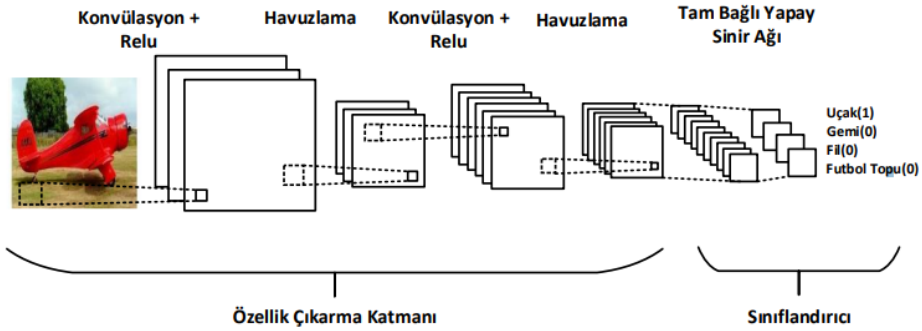 Konvülasyon +
Relu
Havuzlama
Konvülasyon +
Relu
Havuzlama
Tam Bağlı Yapay
Sinir Ağı
Uçak(1)
Gemi(0)
Fil(0)
Futbol Topu(0)
Özellik Çıkarma Katmanı
Sınıflandırıcı